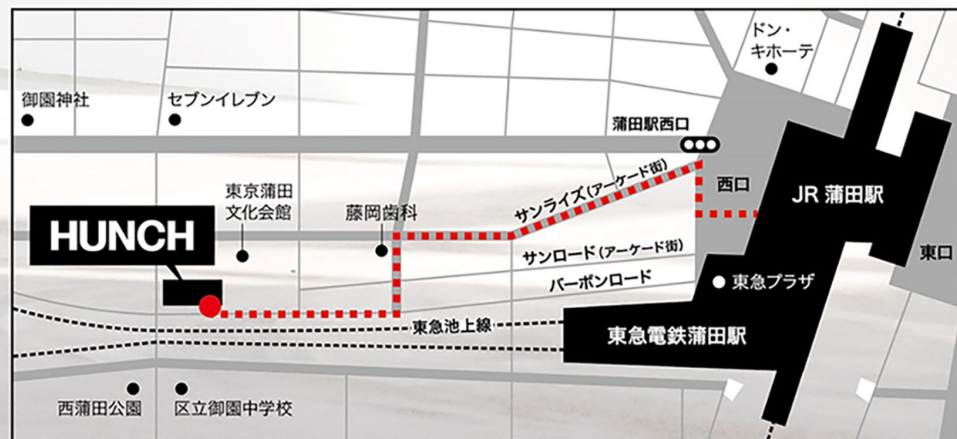 ドン・
キホーテ
御園神社
セブンイレブン
蒲田駅西口
東京蒲田
文化会館
藤岡歯科
サンライズ(アーケード街)
西口
JR 蒲田駅
HUNCH
サンロード(アーケード街)
東口
バーボンロード
東急プラザ
東急池上線
東急電鉄蒲田駅
西蒲田公園
区立御園中学校